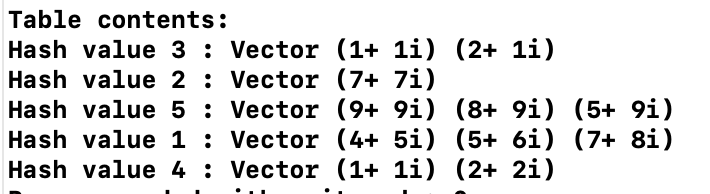 Table contents:
Hash value 3 : Vector (1+ 1i) (2+ 1i)
Hash value 2 : Vector (7+ 7i)
Hash value 5 : Vector (9+ 9i) (8+ 9i) (5+ 9i)
Hash value 1 : Vector (4+ 5i) (5+ 6i) (7+ 8i)
Hash value 4 : Vector (1+ 1i) (2+ 2i)